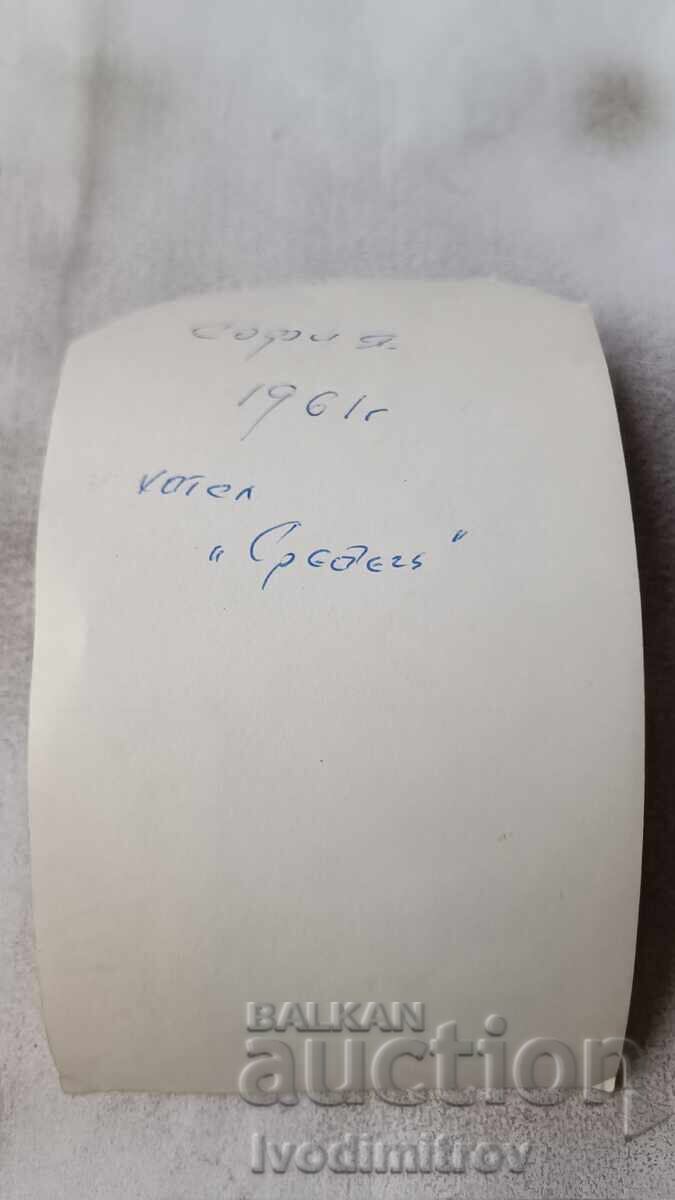 София
1961г
хотел
„Средец"
BALKAN
auction
Ivodimitrov